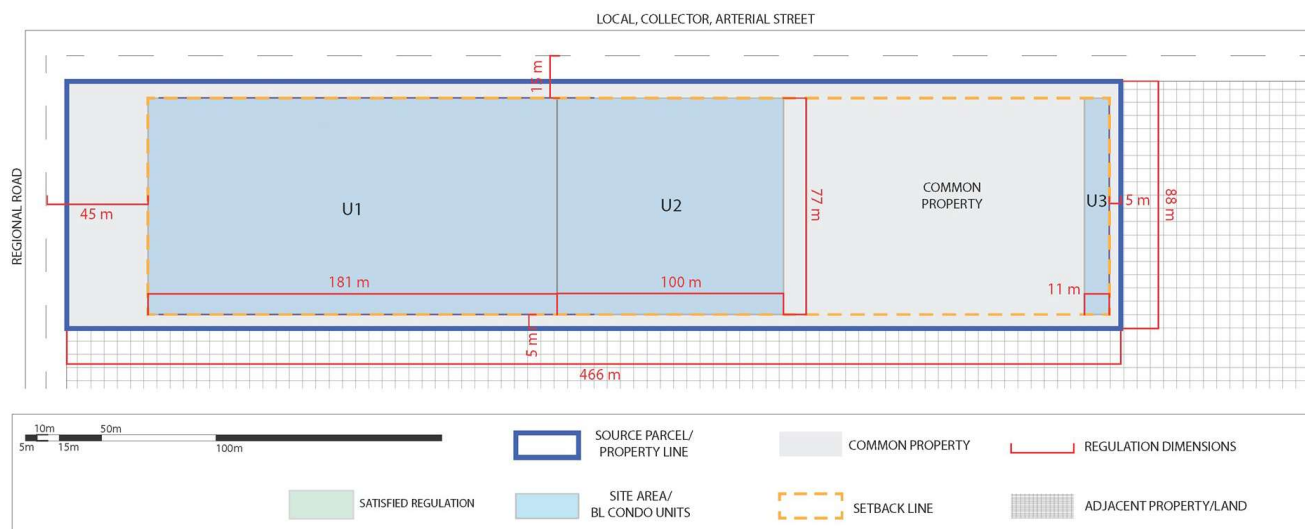 LOCAL, COLLECTOR, ARTERIAL STREET
REGIONAL ROAD
45 m
U1
U2
77 m
COMMON
PROPERTY
U3
5 m
88 m
181 m
100 m
11 m
5 m
466 m
10m
50m
5m
15m
100m
SOURCE PARCEL/
PROPERTY LINE
COMMON PROPERTY
REGULATION DIMENSIONS
SATISFIED REGULATION
SITE AREA/
BL CONDO UNITS
SETBACK LINE
ADJACENT PROPERTY/LAND